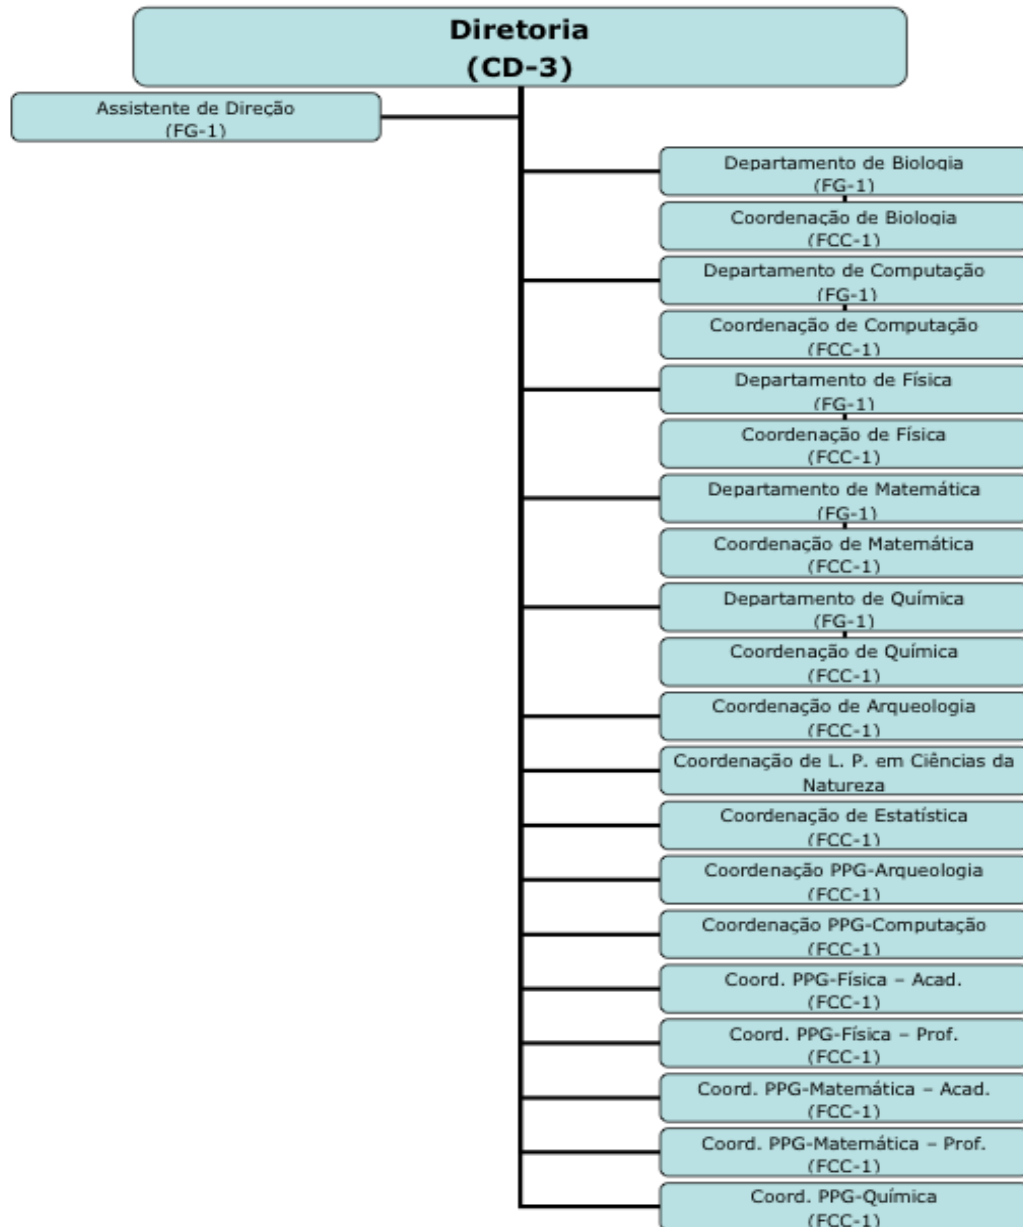 Diretoria
(CD-3)
Assistente de Direção
(FG-1)
Departamento de Biologia
(FG-1)
Coordenação de Biologia
(FCC-1)
Departamento de Computação
(FG-1)
Coordenação de Computação
(FCC-1)
Departamento de Física
(FG-1)
Coordenação de Física
(FCC-1)
Departamento de Matemática
(FG-1)
Coordenação de Matemática
(FCC-1)
Departamento de Química
(FG-1)
Coordenação de Química
(FCC-1)
Coordenação de Arqueologia
(FCC-1)
Coordenação de L. P. em Ciências da
Natureza
Coordenação de Estatística
(FCC-1)
Coordenação PPG-Arqueologia
(FCC-1)
Coordenação PPG-Computação
(FCC-1)
Coord. PPG-Física – Acad.
(FCC-1)
Coord. PPG-Física – Prof.
(FCC-1)
Coord. PPG-Matemática – Acad.
(FCC-1)
Coord. PPG-Matemática – Prof.
(FCC-1)
Coord. PPG-Química
(FCC-1)